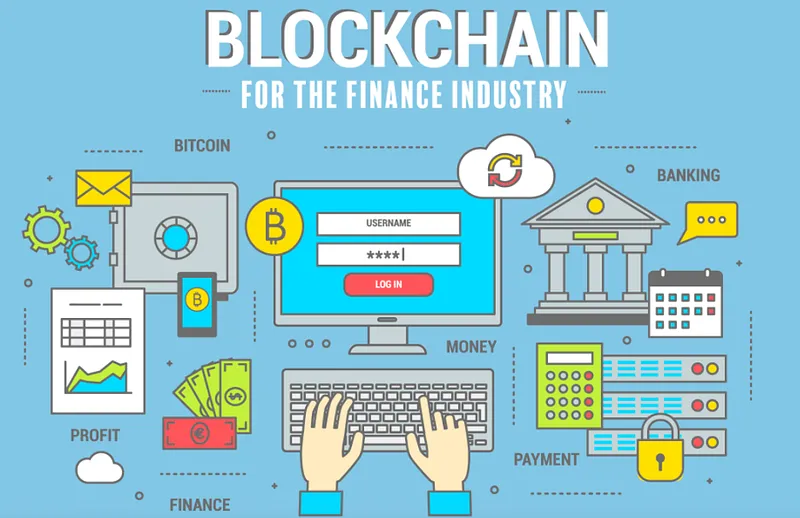 BLOCKCHAIN
FOR THE FINANCE INDUSTRY
BITCOIN
BANKING
USERNAME
****|
LOG IN
MONEY
PROFIT
PAYMENT
FINANCE